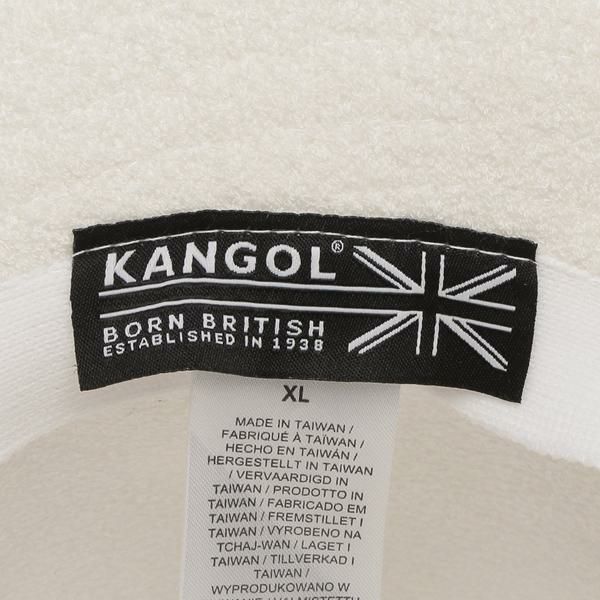 KANGOL®
BORN BRITISH
ESTABLISHED IN 1938
XL
MADE IN TAIWAN /
FABRIQUÉ À TAÏWAN /
HECHO EN TAIWÁN /
HERGESTELLT IN TAIWAN
/ VERVAARDIGD IN
TAIWAN / PRODOTTO IN
TAIWAN / FABRICADO EM
TAIWAN / FREMSTILLET I
TAIWAN / VYROBENO NA
TCHAJ-WAN / LAGET I
TAIWAN / TILLVERKAD I
TAIWAN /
WYPRODUKOWANO W